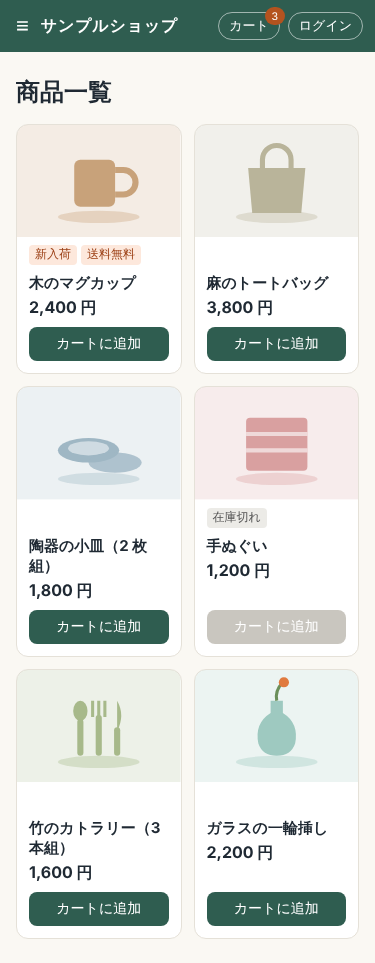 ≡ サンプルショップ カート 3 ログイン
商品一覧
新入荷 送料無料
木のマグカップ
2,400 円
カートに追加
麻のトートバッグ
3,800 円
カートに追加
陶器の小皿（2 枚
組）
1,800 円
カートに追加
在庫切れ
手ぬぐい
1,200 円
カートに追加
竹のカトラリー（3
本組）
1,600 円
カートに追加
ガラスの一輪挿し
2,200 円
カートに追加